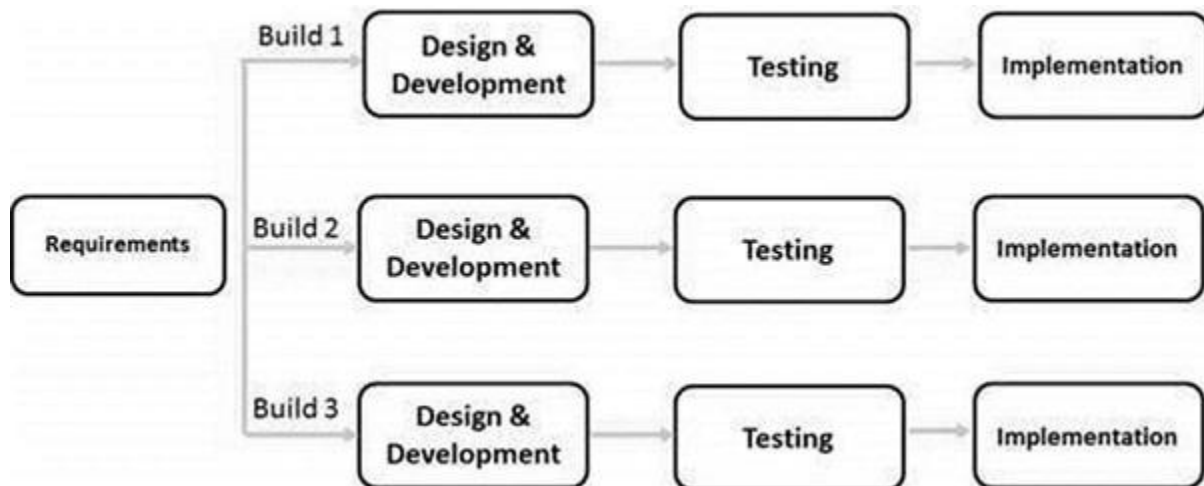 Build 1
Design &
Development
Testing
Implementation
Requirements
Build 2
Design &
Development
Testing
Implementation
Build 3
Design &
Development
Testing
Implementation